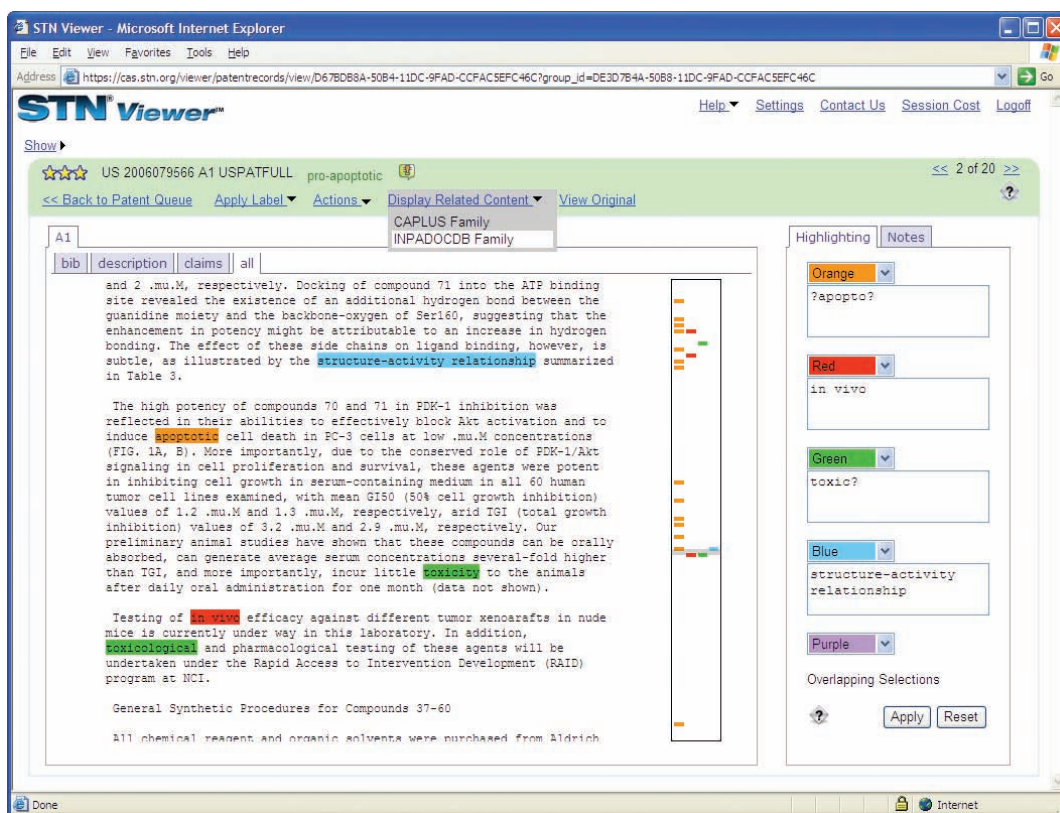 STN Viewer - Microsoft Internet Explorer
File Edit View Favorites Tools Help
Address https://cas.stn.org/viewer/patentrecords/view/D67BDB8A-50B4-11DC-9FAD-CCFAC5EFC46C?group_id=DE3D7B4A-50B8-11DC-9FAD-CCFAC5EFC46C Go
STN® Viewer™
Help Settings Contact Us Session Cost Logoff
Show
US 2006079566 A1 USPATFULL pro-apoptotic << 2 of 20 >>
<< Back to Patent Queue Apply Label Actions Display Related Content View Original
CAPLUS Family
INPADOCDB Family
A1
bib description claims all
and 2 .mu.M, respectively. Docking of compound 71 into the ATP binding
site revealed the existence of an additional hydrogen bond between the
guanidine moiety and the backbone-oxygen of Ser160, suggesting that the
enhancement in potency might be attributable to an increase in hydrogen
bonding. The effect of these side chains on ligand binding, however, is
subtle, as illustrated by the structure-activity relationship summarized
in Table 3.
The high potency of compounds 70 and 71 in PDK-1 inhibition was
reflected in their abilities to effectively block Akt activation and to
induce apoptotic cell death in PC-3 cells at low .mu.M concentrations
(FIG. 1A, B). More importantly, due to the conserved role of PDK-1/Akt
signaling in cell proliferation and survival, these agents were potent
in inhibiting cell growth in serum-containing medium in all 60 human
tumor cell lines examined, with mean GI50 (50% cell growth inhibition)
values of 1.2 .mu.M and 1.3 .mu.M, respectively, arid TGI (total growth
inhibition) values of 3.2 .mu.M and 2.9 .mu.M, respectively. Our
preliminary animal studies have shown that these compounds can be orally
absorbed, can generate average serum concentrations several-fold higher
than TGI, and more importantly, incur little toxicity to the animals
after daily oral administration for one month (data not shown).
Testing of in vivo efficacy against different tumor xenoarafts in nude
mice is currently under way in this laboratory. In addition,
toxicological and pharmacological testing of these agents will be
undertaken under the Rapid Access to Intervention Development (RAID)
program at NCI.
General Synthetic Procedures for Compounds 37-60
All chemical reagent and organic solvents were purchased from Aldrich
Highlighting Notes
Orange
?apopto?
Red
in vivo
Green
toxic?
Blue
structure-activity
relationship
Purple
Overlapping Selections
Apply Reset
Done
Internet